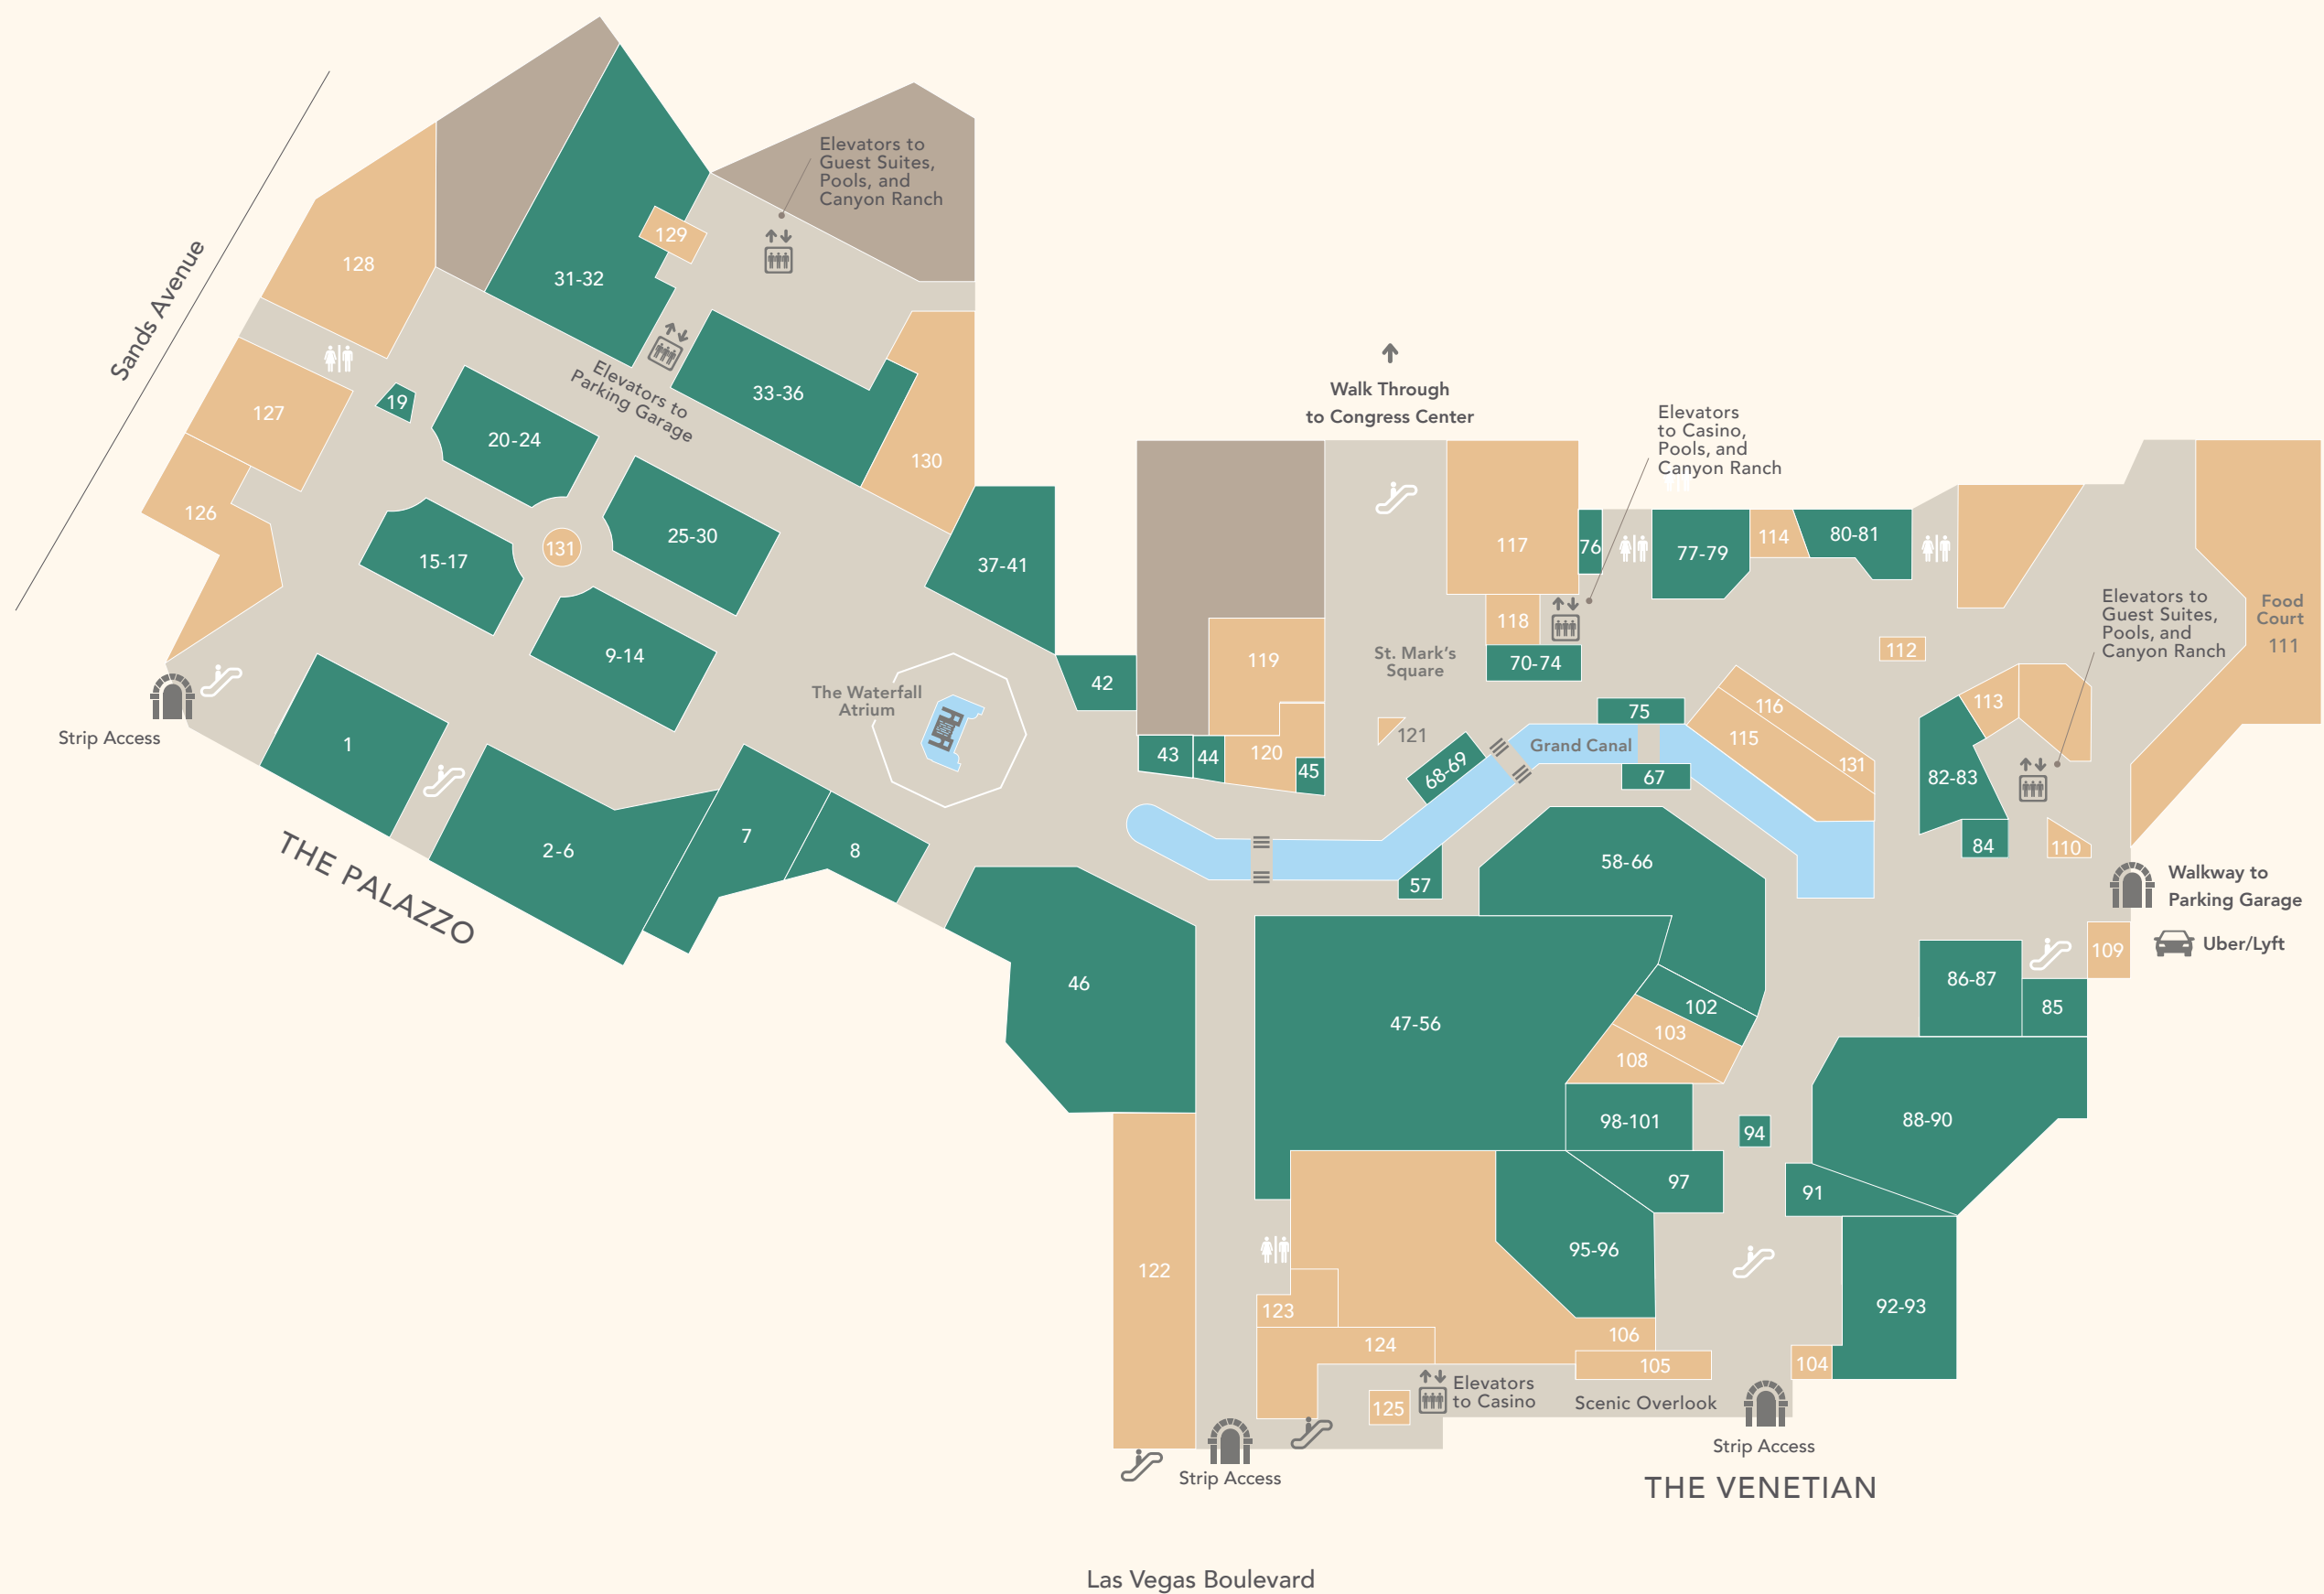 Elevators to
Guest Suites,
Pools, and
Canyon Ranch
Sands Avenue
128
129
31-32
Elevators to
Parking Garage
33-36
127
19
20-24
130
126
15-17
131
25-30
37-41
9-14
1
Strip Access
THE PALAZZO
2-6
7
8
The Waterfall
Atrium
42
43
44
119
120
45
46
Walk Through
to Congress Center
Elevators
to Casino,
Pools, and
Canyon Ranch
117
76
77-79
114
80-81
118
70-74
St. Mark's
Square
121
68-69
75
Grand Canal
67
116
115
131
112
113
82-83
84
110
Elevators to
Guest Suites,
Pools, and
Canyon Ranch
Food
Court
111
Walkway to
Parking Garage
109
Uber/Lyft
57
58-66
47-56
102
103
108
98-101
94
97
95-96
86-87
85
88-90
91
92-93
122
123
124
106
105
104
125
Elevators
to Casino
Scenic Overlook
Strip Access
Strip Access
THE VENETIAN
Las Vegas Boulevard